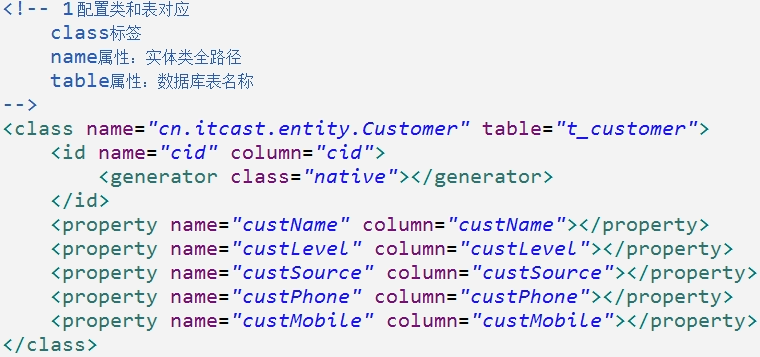 <!-- 1配置类和表对应
    class标签
    name属性：实体类全路径
    table属性：数据库表名称
-->
<class name="cn.itcast.entity.Customer" table="t_customer">
    <id name="cid" column="cid">
        <generator class="native"></generator>
    </id>
    <property name="custName" column="custName"></property>
    <property name="custLevel" column="custLevel"></property>
    <property name="custSource" column="custSource"></property>
    <property name="custPhone" column="custPhone"></property>
    <property name="custMobile" column="custMobile"></property>
</class>